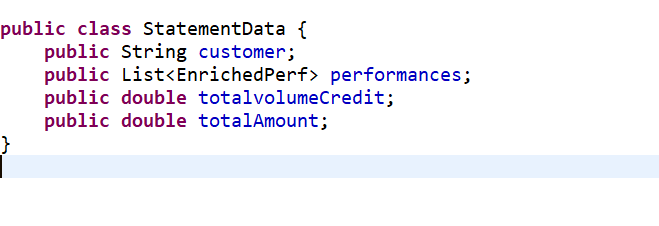 public class StatementData {
    public String customer;
    public List<EnrichedPerf> performances;
    public double totalvolumeCredit;
    public double totalAmount;
}